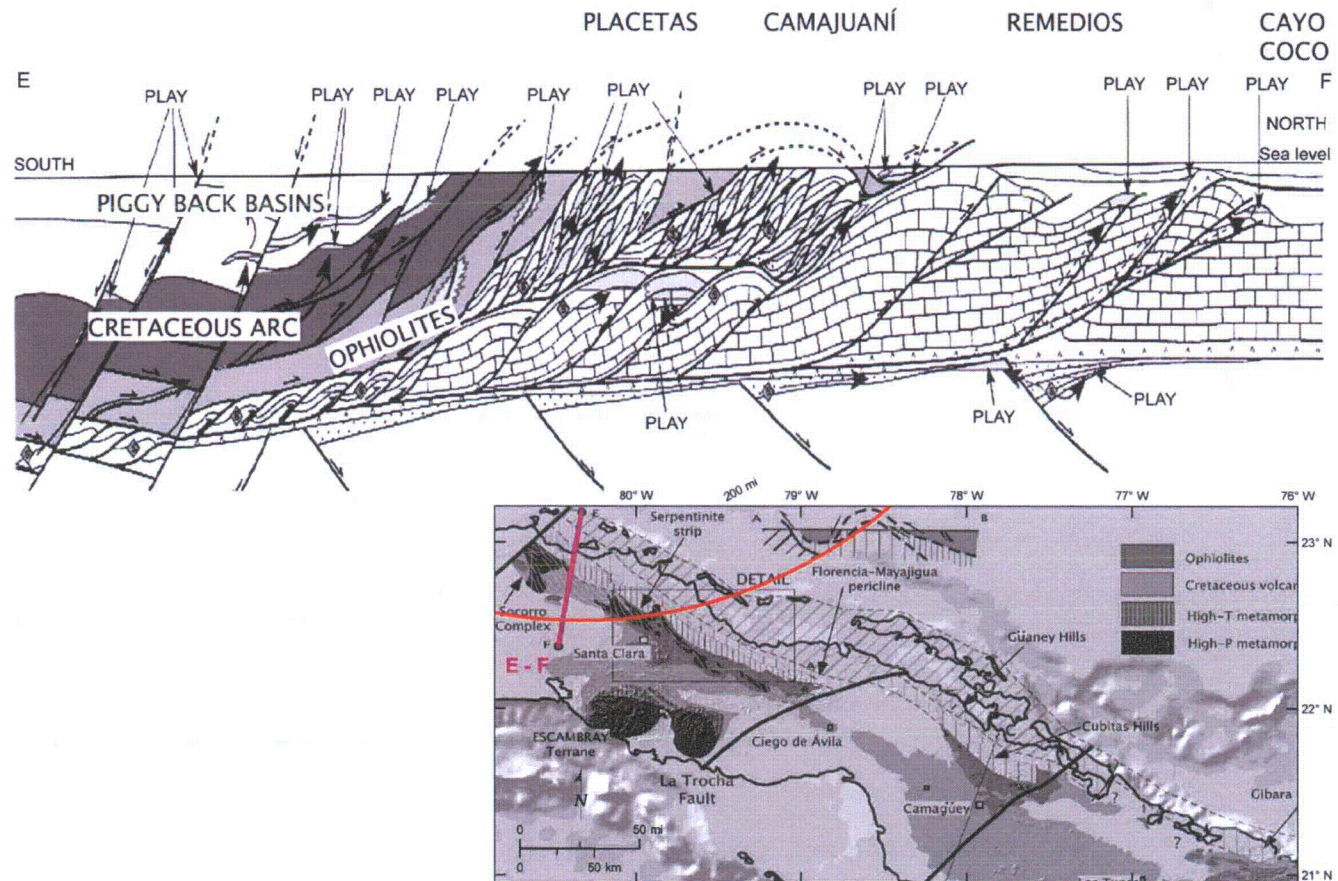 PLACETAS CAMAJUANÍ REMEDIOS CAYO
COCO
E F
PLAY PLAY PLAY PLAY PLAY PLAY PLAY PLAY PLAY PLAY PLAY
NORTH
SOUTH
Sea level
PIGGY BACK BASINS
CRETACEOUS ARC
OPHIOLITES
PLAY PLAY PLAY
80° W 200 mi 79° W 78° W 77° W 76° W
E Serpentinite
strip
A B
23° N
DETAIL
Florencia-Mayajigua
pericline
Ophiolites
Cretaceous volcan
High-T metamorp
High-P metamorp
Socorro
Complex
F
E - F
Santa Clara
Güaney Hills
22° N
ESCAMBRAY
Terrane
Ciego de Ávila
Cubitas Hills
La Trocha
Fault
N
Camagüey
Gibara
?
?
0 50 mi
0 50 km
21° N